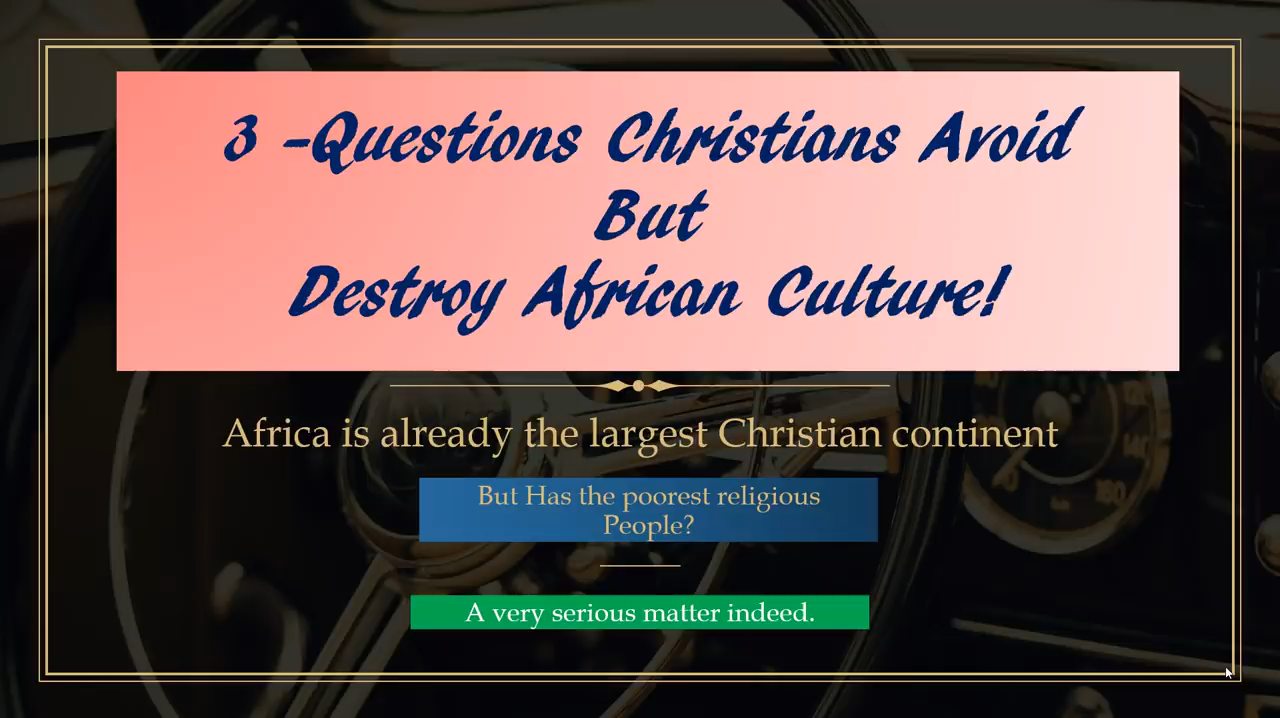 3 -Questions Christians Avoid
But
Destroy African Culture!
Africa is already the largest Christian continent
But Has the poorest religious
People?
A very serious matter indeed.